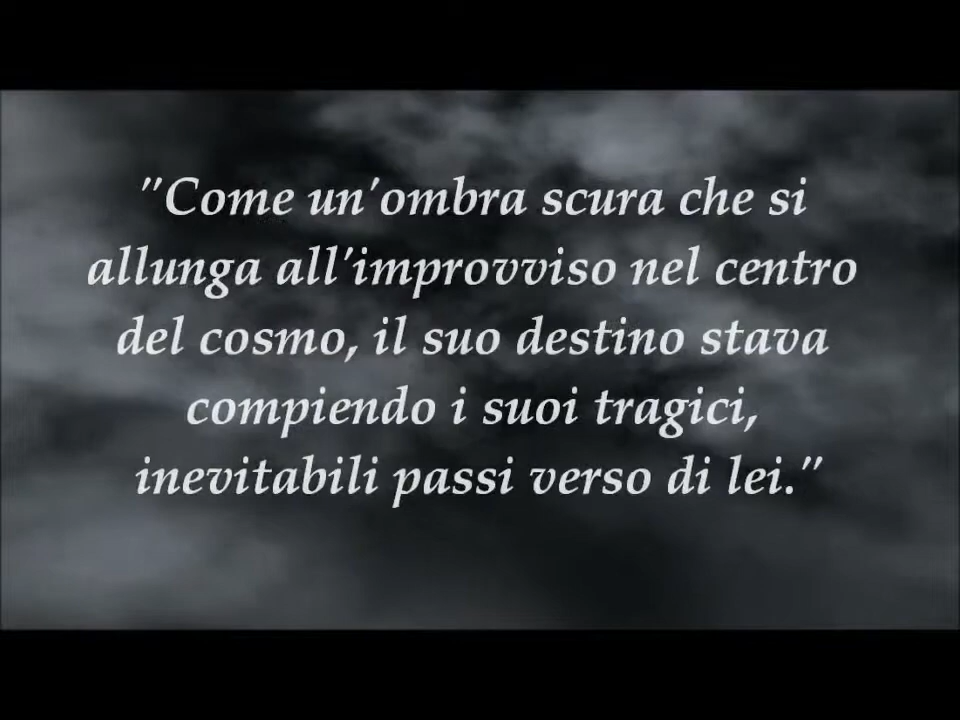 "Come un'ombra scura che si
allunga all'improvviso nel centro
del cosmo, il suo destino stava
compiendo i suoi tragici,
inevitabili passi verso di lei."